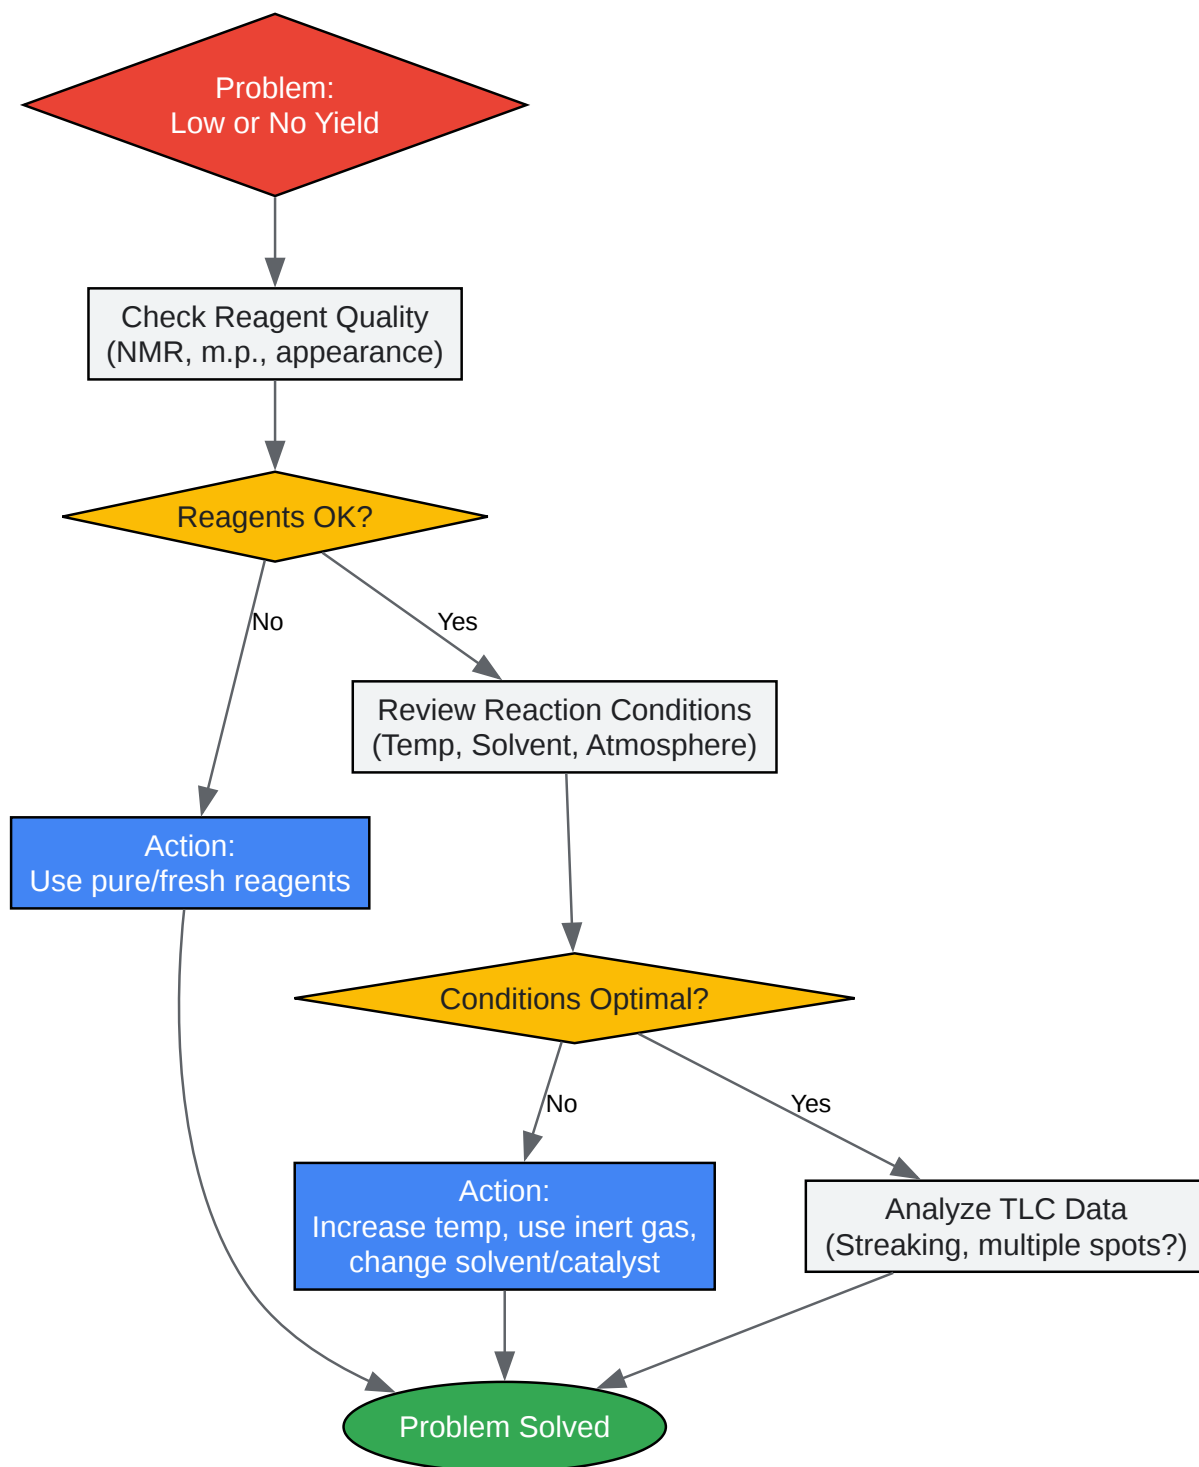 Problem:
Low or No Yield
Check Reagent Quality
(NMR, m.p., appearance)
Reagents OK?
No
Yes
Review Reaction Conditions
(Temp, Solvent, Atmosphere)
Action:
Use pure/fresh reagents
Conditions Optimal?
No
Yes
Action:
Increase temp, use inert gas,
change solvent/catalyst
Analyze TLC Data
(Streaking, multiple spots?)
Problem Solved